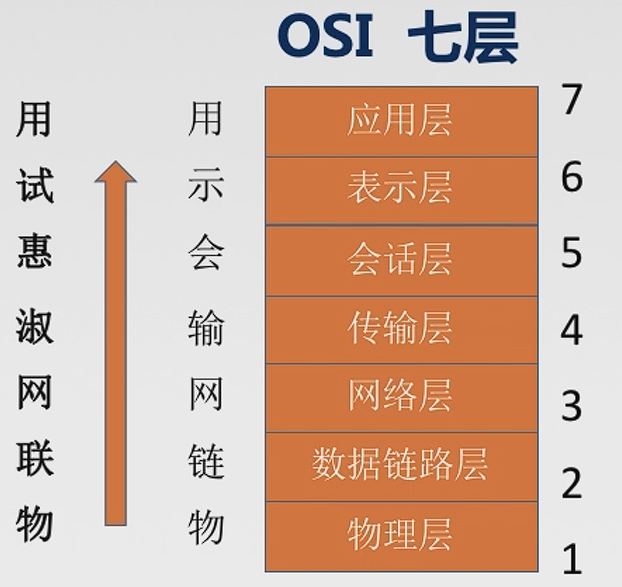 OSI 七层
用 用 应用层 7
试 示 表示层 6
惠 会 会话层 5
淑 输 传输层 4
网 网 网络层 3
联 链 数据链路层 2
物 物 物理层 1